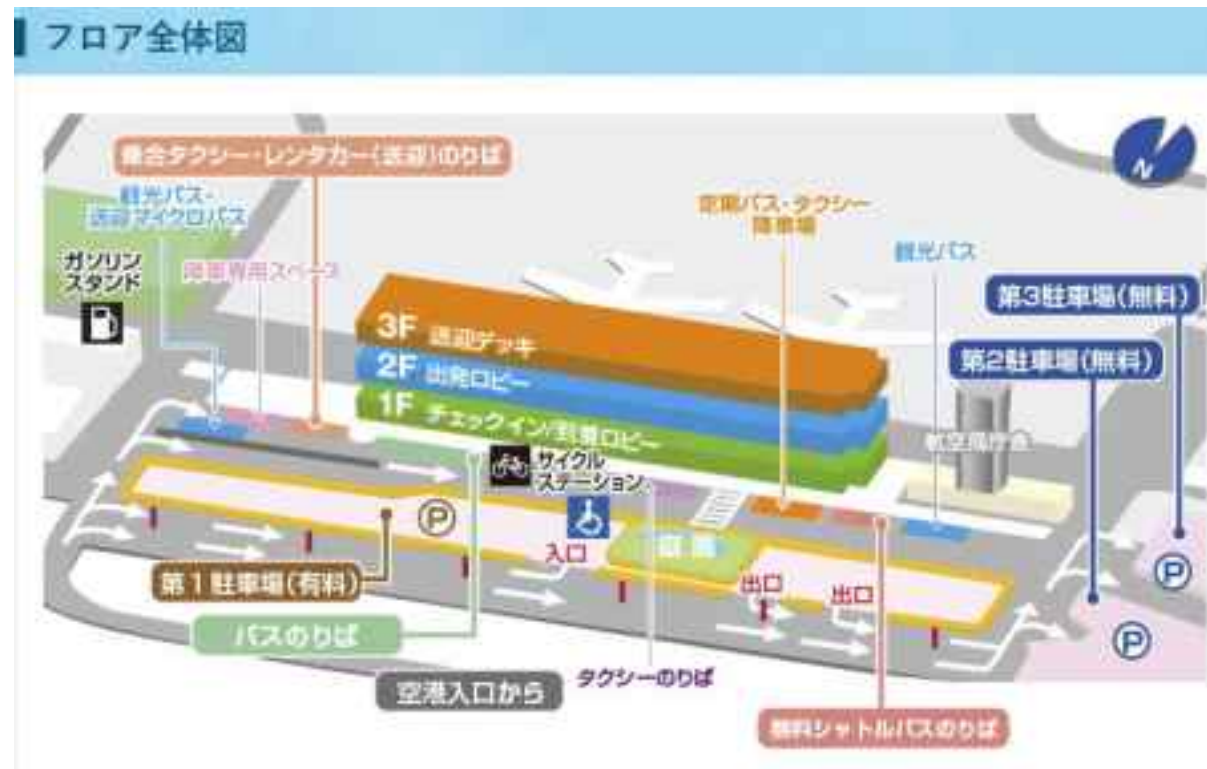 フロア全体図
乗合タクシー・レンタカー(送迎)のりば
観光バス・
送迎マイクロバス
定期バス・タクシー
降車場
観光バス
N
ガソリン
スタンド
降車専用スペース
第3駐車場(無料)
第2駐車場(無料)
3F 送迎デッキ
2F 出発ロビー
1F チェックイン/到着ロビー
航空局庁舎
サイクル
ステーション
P
入口
庭園
出口
出口
P
P
第1駐車場(有料)
バスのりば
タクシーのりば
空港入口から
無料シャトルバスのりば